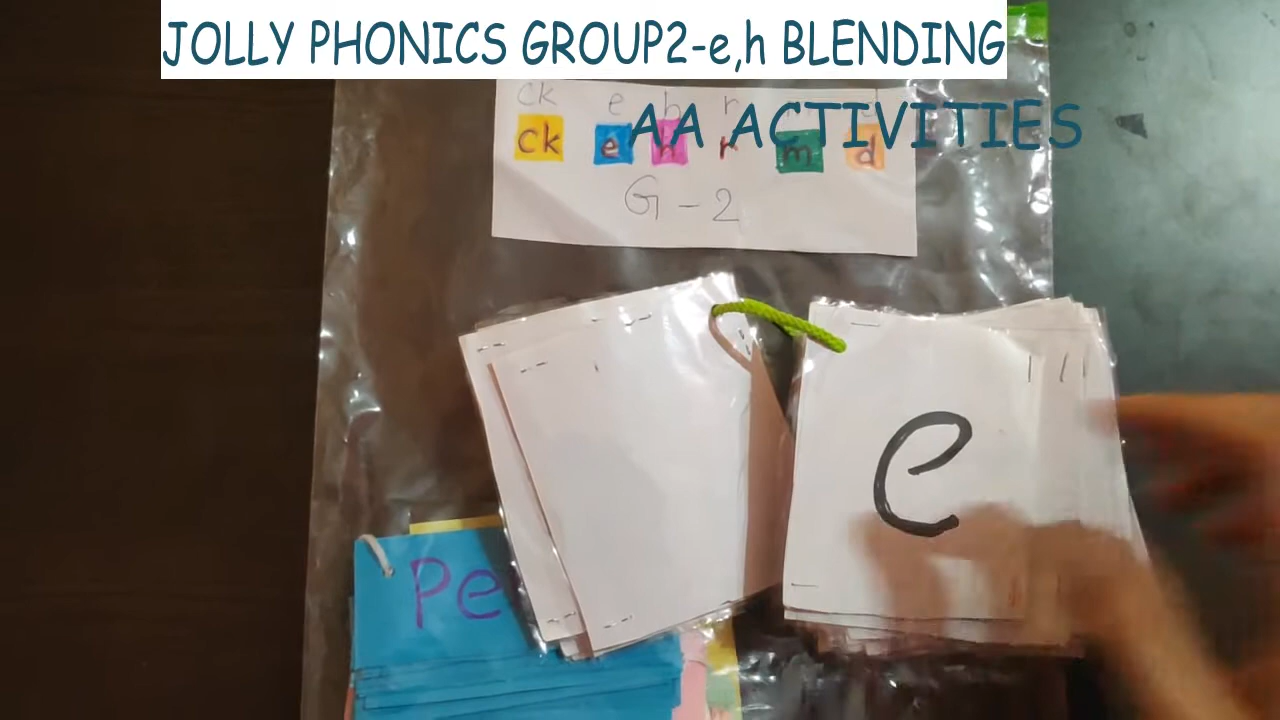 JOLLY PHONICS GROUP2-e,h BLENDING
AA ACTIVITIES
ck e h r d
ck e h r m d
G-2
e
Pe